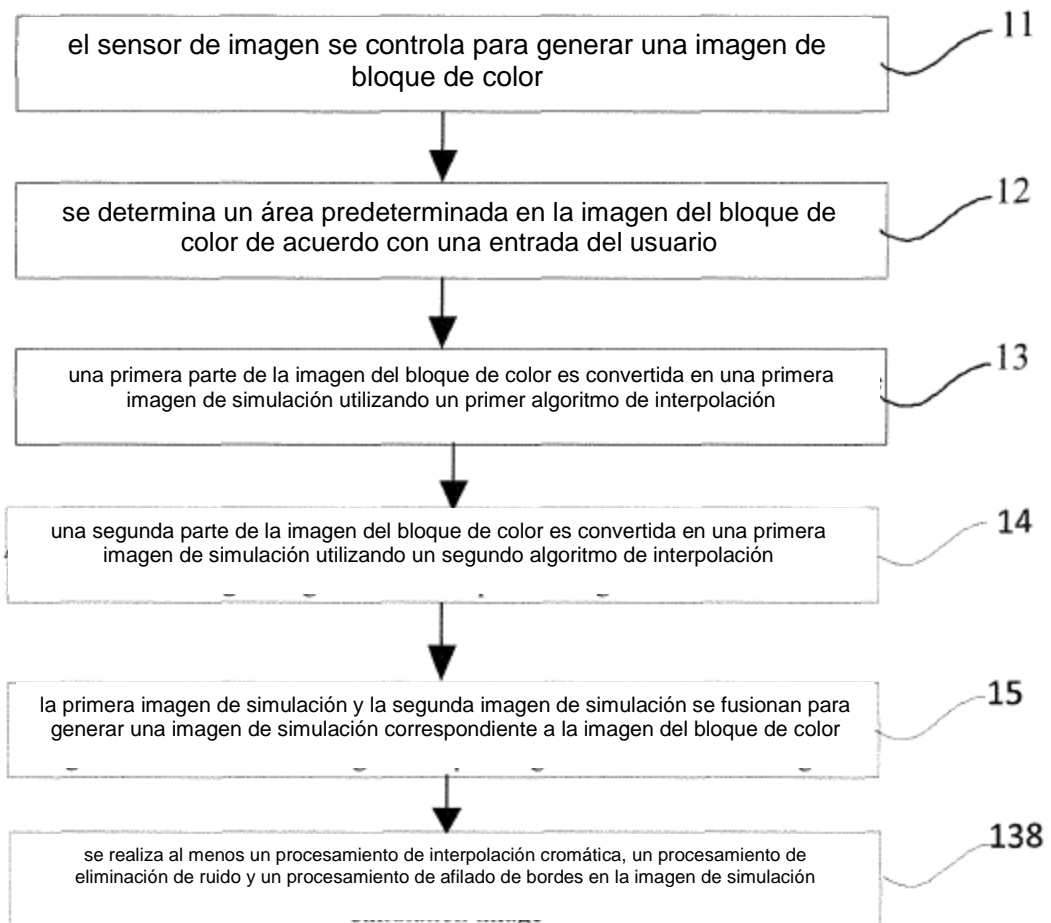 el sensor de imagen se controla para generar una imagen de
bloque de color
11
se determina un área predeterminada en la imagen del bloque de
color de acuerdo con una entrada del usuario
12
una primera parte de la imagen del bloque de color es convertida en una primera
imagen de simulación utilizando un primer algoritmo de interpolación
13
una segunda parte de la imagen del bloque de color es convertida en una primera
imagen de simulación utilizando un segundo algoritmo de interpolación
14
la primera imagen de simulación y la segunda imagen de simulación se fusionan para
generar una imagen de simulación correspondiente a la imagen del bloque de color
15
se realiza al menos un procesamiento de interpolación cromática, un procesamiento de
eliminación de ruido y un procesamiento de afilado de bordes en la imagen de simulación
138